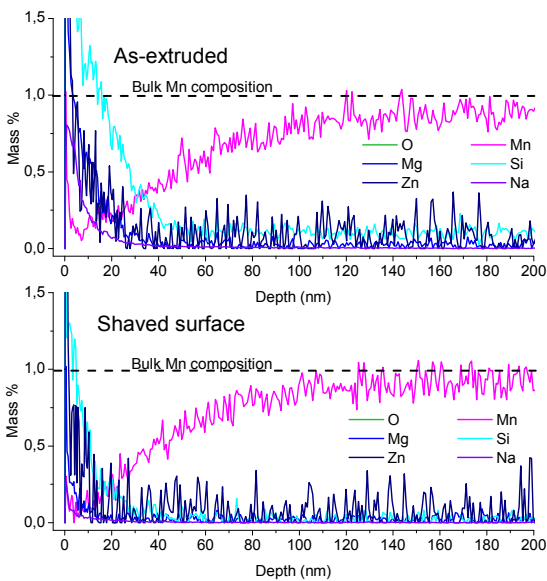 As-extruded
Bulk Mn composition
1,5
1,0
0,5
0,0
Mass %
O Mn
Mg Si
Zn Na
0 20 40 60 80 100 120 140 160 180 200
Depth (nm)
Shaved surface
Bulk Mn composition
1,5
1,0
0,5
0,0
Mass %
O Mn
Mg Si
Zn Na
0 20 40 60 80 100 120 140 160 180 200
Depth (nm)